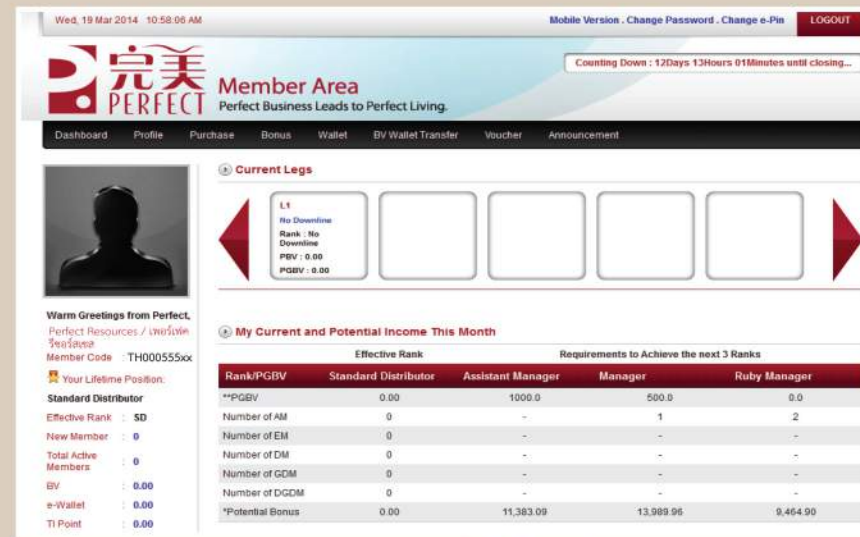 Wed, 19 Mar 2014 10:58:06 AM
Mobile Version . Change Password . Change e-Pin
LOGOUT
完美
PERFECT
Member Area
Perfect Business Leads to Perfect Living.
Counting Down : 12Days 13Hours 01Minutes until closing...
Dashboard Profile Purchase Bonus Wallet BV Wallet Transfer Voucher Announcement
Current Legs
L1
No Downline
Rank : No
Downline
PBV : 0.00
PGBV : 0.00
Warm Greetings from Perfect,
Perfect Resources / เพอร์เฟค
รีซอร์สเซส
Member Code : TH000555xx
Your Lifetime Position:
Standard Distributor
Effective Rank : SD
New Member : 0
Total Active
Members : 0
BV : 0.00
e-Wallet : 0.00
TI Point : 0.00
My Current and Potential Income This Month
Effective Rank Requirements to Achieve the next 3 Ranks
Rank/PGBV Standard Distributor Assistant Manager Manager Ruby Manager
**PGBV 0.00 1000.0 500.0 0.0
Number of AM 0 - 1 2
Number of EM 0 - - -
Number of DM 0 - - -
Number of GDM 0 - - -
Number of DGDM 0 - - -
*Potential Bonus 0.00 11,383.09 13,989.96 9,464.90